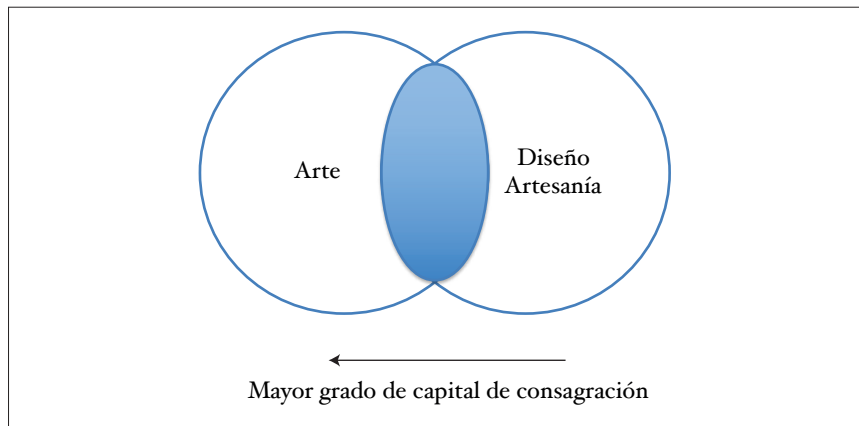 Arte
Diseño
Artesanía
Mayor grado de capital de consagración